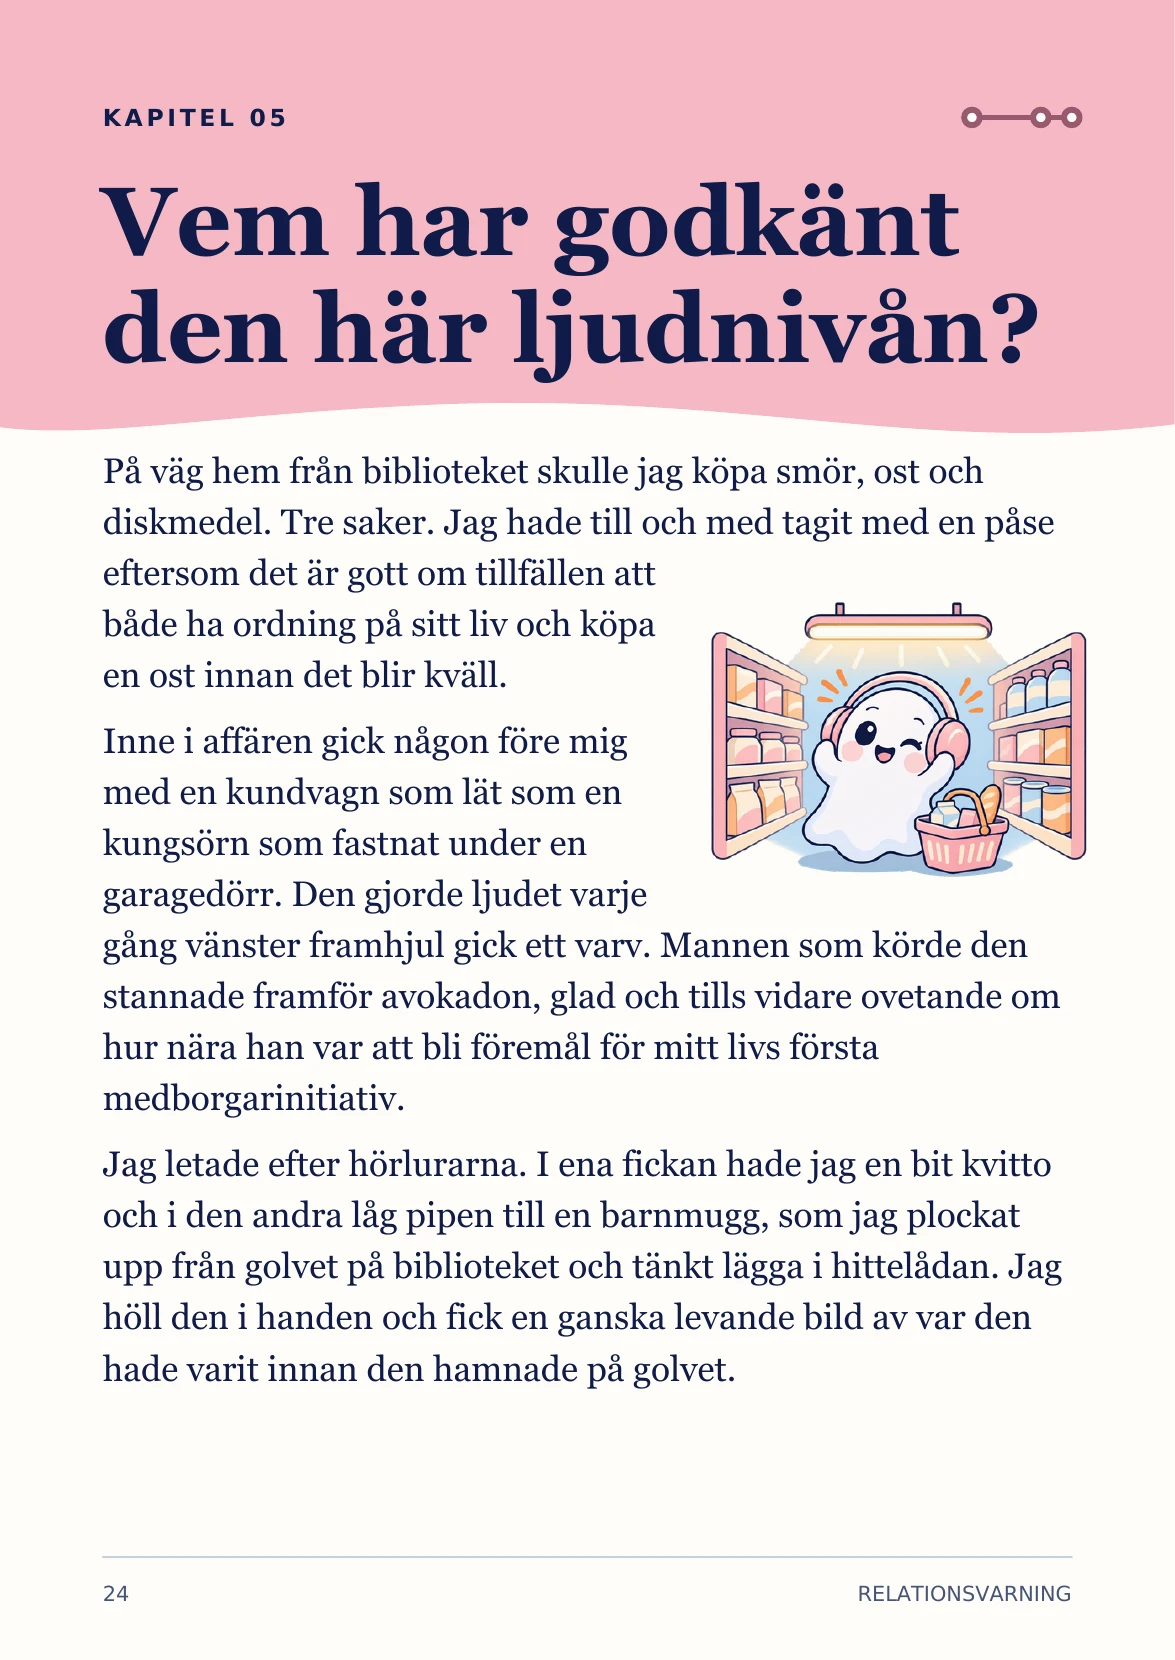 KAPITEL 05
Vem har godkänt
den här ljudnivån?
På väg hem från biblioteket skulle jag köpa smör, ost och
diskmedel. Tre saker. Jag hade till och med tagit med en påse
eftersom det är gott om tillfällen att
både ha ordning på sitt liv och köpa
en ost innan det blir kväll.
Inne i affären gick någon före mig
med en kundvagn som lät som en
kungsörn som fastnat under en
garagedörr. Den gjorde ljudet varje
gång vänster framhjul gick ett varv. Mannen som körde den
stannade framför avokadon, glad och tills vidare ovetande om
hur nära han var att bli föremål för mitt livs första
medborgarinitiativ.
Jag letade efter hörlurarna. I ena fickan hade jag en bit kvitto
och i den andra låg pipen till en barnmugg, som jag plockat
upp från golvet på biblioteket och tänkt lägga i hittelådan. Jag
höll den i handen och fick en ganska levande bild av var den
hade varit innan den hamnade på golvet.
24
RELATIONSVARNING